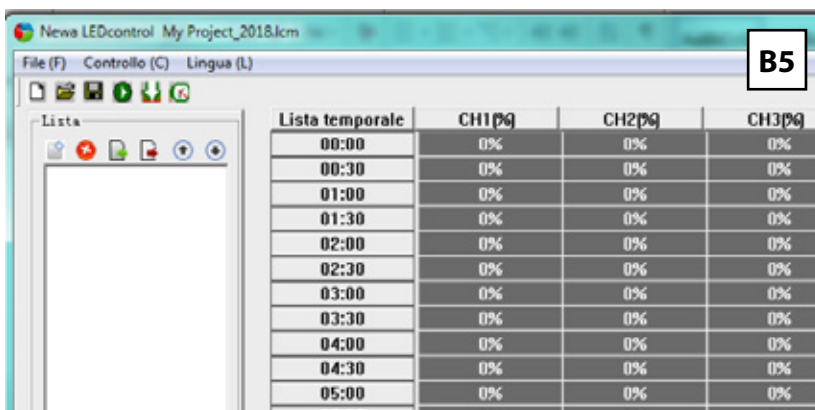 Newa LEDcontrol My Project_2018.lcm
File (F) Controllo (C) Lingua (L)
B5
Lista
Lista temporale CH1(%) CH2(%) CH3(%)
00:00 0% 0% 0%
00:30 0% 0% 0%
01:00 0% 0% 0%
01:30 0% 0% 0%
02:00 0% 0% 0%
02:30 0% 0% 0%
03:00 0% 0% 0%
03:30 0% 0% 0%
04:00 0% 0% 0%
04:30 0% 0% 0%
05:00 0% 0% 0%